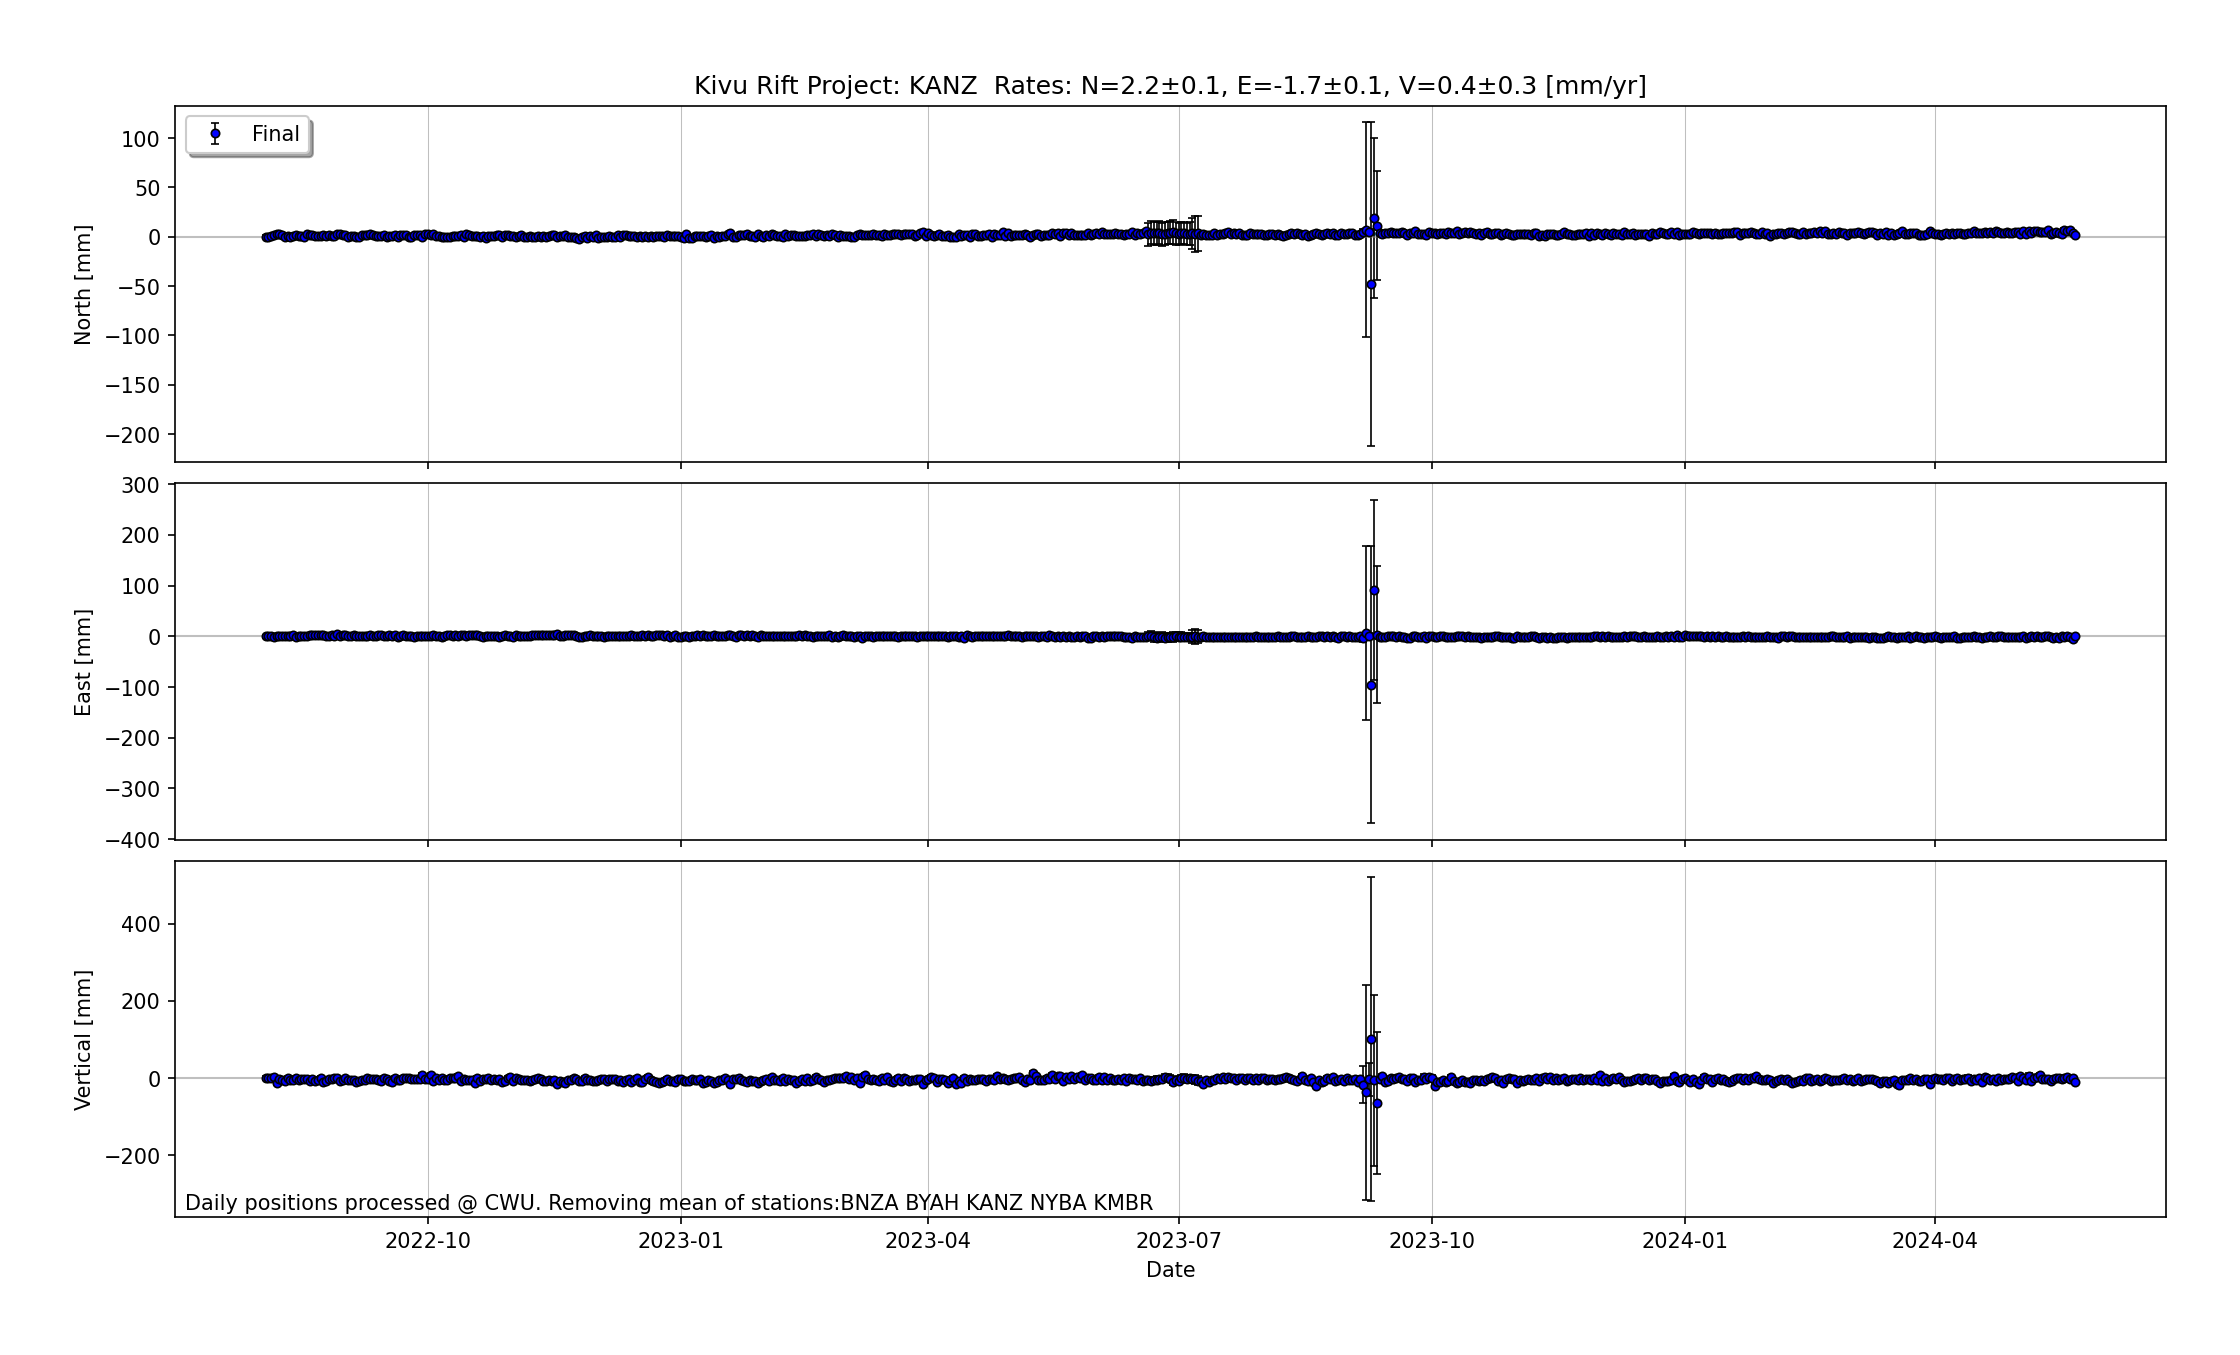 Kivu Rift Project: KANZ  Rates: N=2.2±0.1, E=-1.7±0.1, V=0.4±0.3 [mm/yr]
Final
100
50
0
−50
−100
−150
−200
North [mm]
300
200
100
0
−100
−200
−300
−400
East [mm]
400
200
0
−200
Vertical [mm]
Daily positions processed @ CWU. Removing mean of stations:BNZA BYAH KANZ NYBA KMBR
2022-10 2023-01 2023-04 2023-07 2023-10 2024-01 2024-04
Date